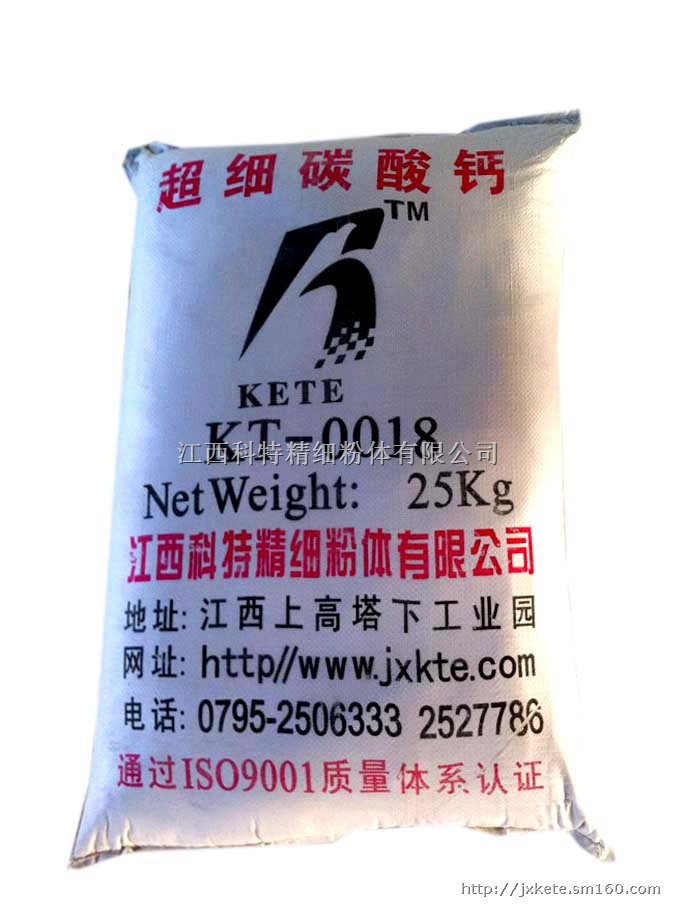 超细碳酸钙
TM
KETE
KT-0018
江西科特精细粉体有限公司
NetWeight: 25Kg
江西科特精细粉体有限公司
地址:江西上高塔下工业园
网址:http//www.jxkte.com
电话:0795-2506333 2527786
通过ISO9001质量体系认证
http://jxkete.sm160.com